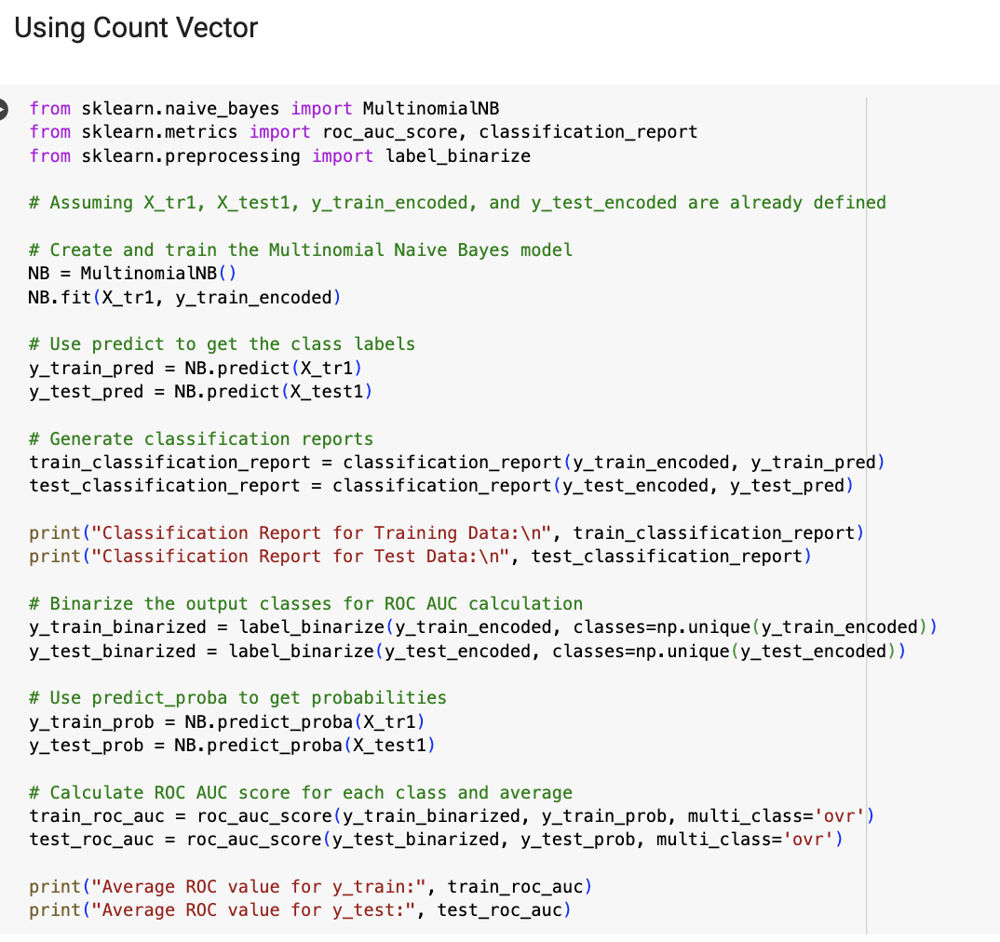 Using Count Vector
from sklearn.naive_bayes import MultinomialNB
from sklearn.metrics import roc_auc_score, classification_report
from sklearn.preprocessing import label_binarize
# Assuming X_tr1, X_test1, y_train_encoded, and y_test_encoded are already defined
# Create and train the Multinomial Naive Bayes model
NB = MultinomialNB()
NB.fit(X_tr1, y_train_encoded)
# Use predict to get the class labels
y_train_pred = NB.predict(X_tr1)
y_test_pred = NB.predict(X_test1)
# Generate classification reports
train_classification_report = classification_report(y_train_encoded, y_train_pred)
test_classification_report = classification_report(y_test_encoded, y_test_pred)
print("Classification Report for Training Data:\n", train_classification_report)
print("Classification Report for Test Data:\n", test_classification_report)
# Binarize the output classes for ROC AUC calculation
y_train_binarized = label_binarize(y_train_encoded, classes=np.unique(y_train_encoded))
y_test_binarized = label_binarize(y_test_encoded, classes=np.unique(y_test_encoded))
# Use predict_proba to get probabilities
y_train_prob = NB.predict_proba(X_tr1)
y_test_prob = NB.predict_proba(X_test1)
# Calculate ROC AUC score for each class and average
train_roc_auc = roc_auc_score(y_train_binarized, y_train_prob, multi_class='ovr')
test_roc_auc = roc_auc_score(y_test_binarized, y_test_prob, multi_class='ovr')
print("Average ROC value for y_train:", train_roc_auc)
print("Average ROC value for y_test:", test_roc_auc)